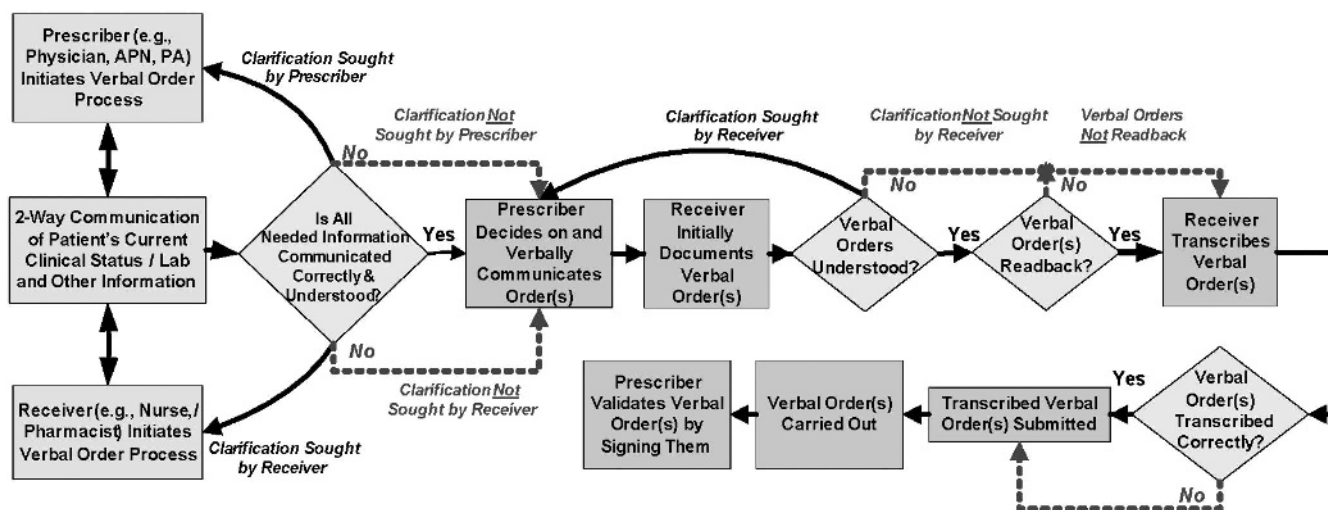 Prescriber (e.g.,
Physician, APN, PA)
Initiates Verbal Order
Process
Clarification Sought
by Prescriber
2-Way Communication
of Patient's Current
Clinical Status / Lab
and Other Information
Receiver (e.g., Nurse,/
Pharmacist) Initiates
Verbal Order Process
Clarification Sought
by Receiver
Is All
Needed Information
Communicated
Correctly &
Understood?
Clarification Not
Sought by Prescriber
No
Yes
No
Clarification Not
Sought by Receiver
Prescriber
Decides on and
Verbally
Communicates
Order(s)
Clarification Sought
by Receiver
Receiver
Initially
Documents
Verbal
Order(s)
Verbal
Orders
Understood?
Clarification Not Sought
by Receiver
No
Yes
Verbal
Order(s)
Readback?
Verbal Orders
Not Readback
No
Yes
Receiver
Transcribes
Verbal
Order(s)
Verbal
Order(s)
Transcribed
Correctly?
Yes
No
Transcribed Verbal
Order(s) Submitted
Verbal Order(s)
Carried Out
Prescriber
Validates Verbal
Order(s) by
Signing Them